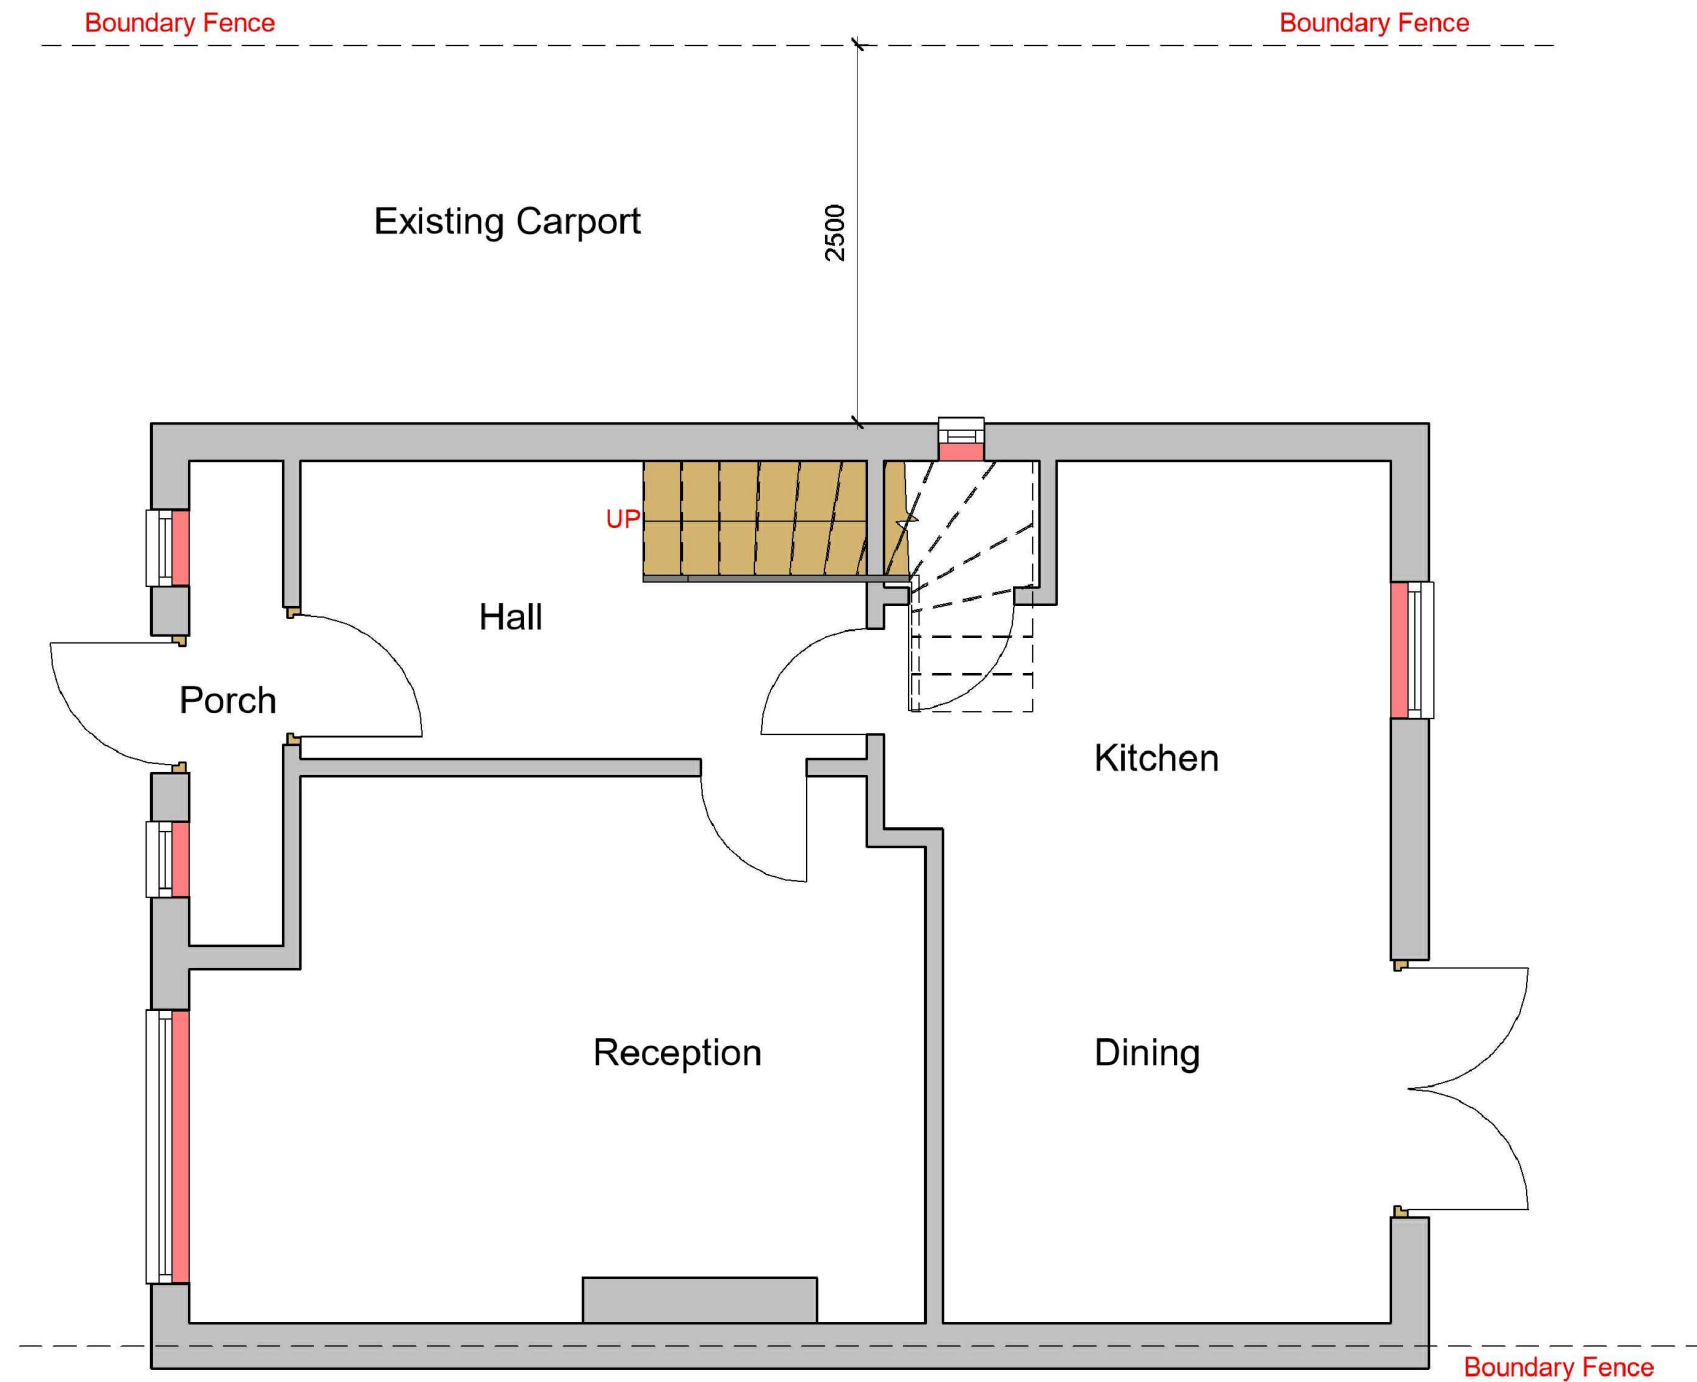 Boundary Fence
Boundary Fence
Existing Carport
2500
UP
Hall
Porch
Kitchen
Reception
Dining
Boundary Fence